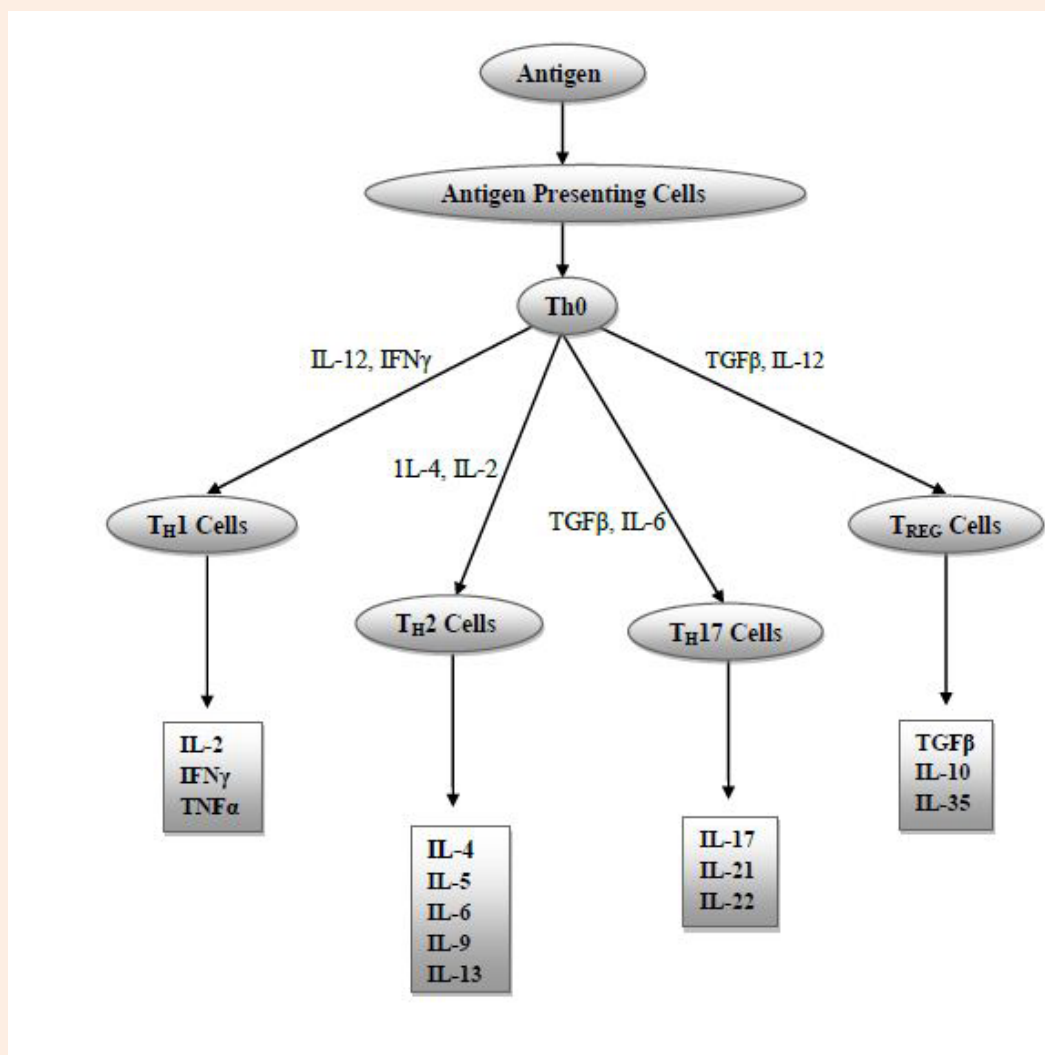 Antigen
Antigen Presenting Cells
Th0
IL-12, IFNγ
TGFβ, IL-12
1L-4, IL-2
TGFβ, IL-6
TH1 Cells
TREG Cells
TH2 Cells
TH17 Cells
IL-2
IFNγ
TNFα
TGFβ
IL-10
IL-35
IL-4
IL-5
IL-6
IL-9
IL-13
IL-17
IL-21
IL-22